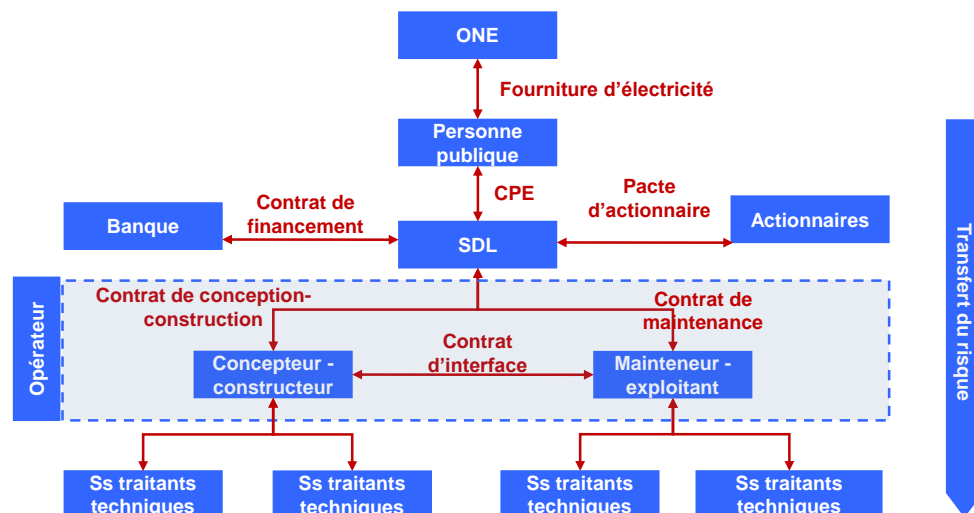 ONE
Fourniture d’électricité
Personne
publique
CPE
Contrat de
financement
Pacte
d’actionnaire
Banque
SDL
Actionnaires
Transfert du risque
Opérateur
Contrat de conception-
construction
Contrat de
maintenance
Contrat
d’interface
Concepteur -
constructeur
Mainteneur -
exploitant
Ss traitants
techniques
Ss traitants
techniques
Ss traitants
techniques
Ss traitants
techniques